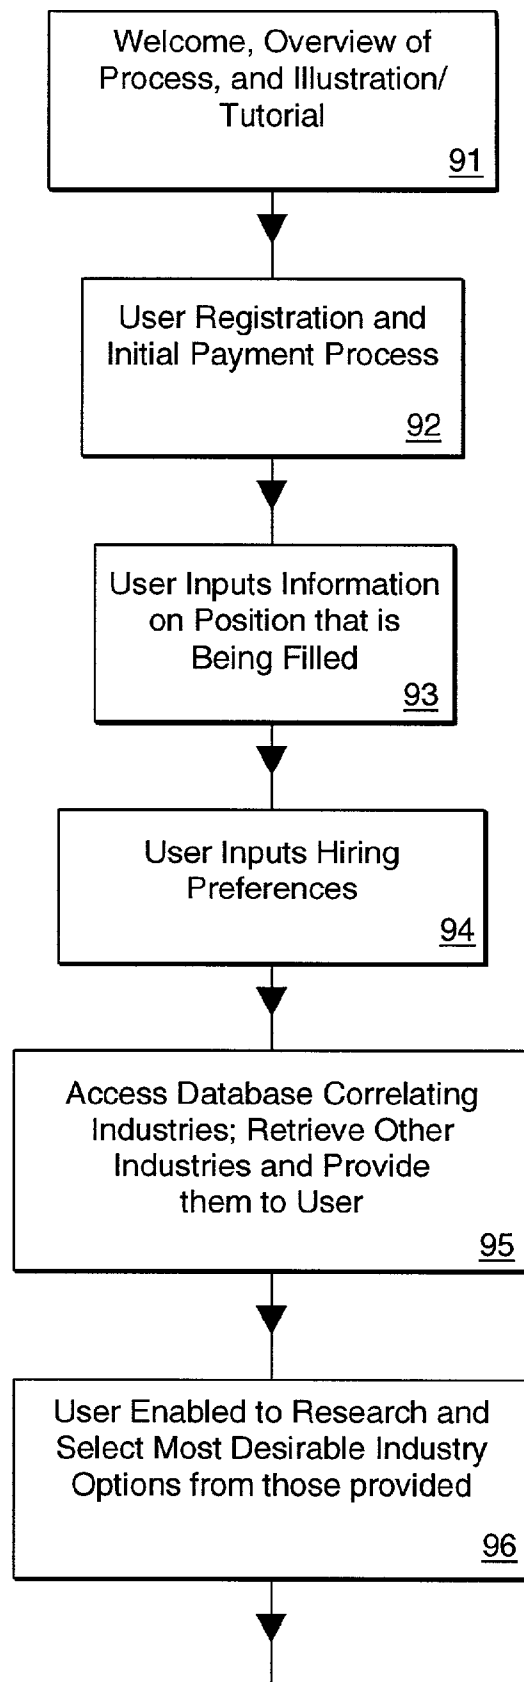 Welcome, Overview of
Process, and Illustration/
Tutorial
91
User Registration and
Initial Payment Process
92
User Inputs Information
on Position that is
Being Filled
93
User Inputs Hiring
Preferences
94
Access Database Correlating
Industries; Retrieve Other
Industries and Provide
them to User
95
User Enabled to Research and
Select Most Desirable Industry
Options from those provided
96